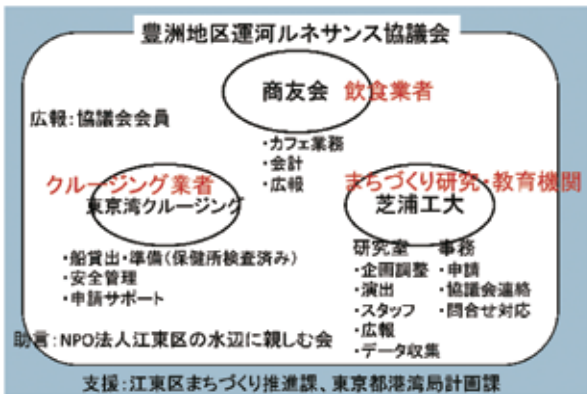 豊洲地区運河ルネサンス協議会
商友会 飲食業者
広報：協議会会員
・カフェ業務
・会計
・広報
クルージング業者
東京湾クルージング
まちづくり研究・教育機関
芝浦工大
・船貸出・準備（保健所検査済み）
・安全管理
・申請サポート
研究室
・企画調整
・演出
・スタッフ
・広報
・データ収集
事務
・申請
・協議会連絡
・問合せ対応
助言：NPO法人江東区の水辺に親しむ会
支援：江東区まちづくり推進課、東京都港湾局計画課